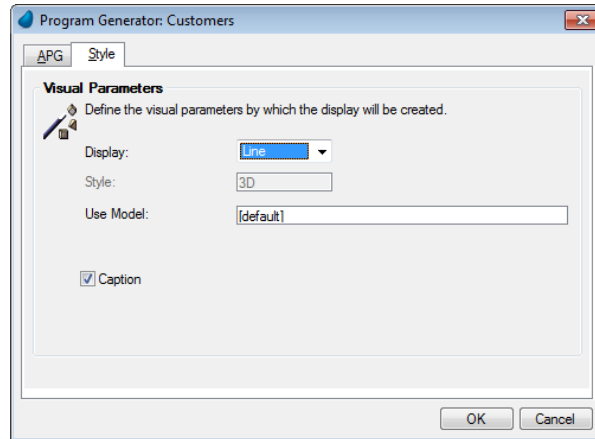 Program Generator: Customers
APG Style
Visual Parameters
Define the visual parameters by which the display will be created.
Display: Line
Style: 3D
Use Model: [default]
Caption
OK Cancel